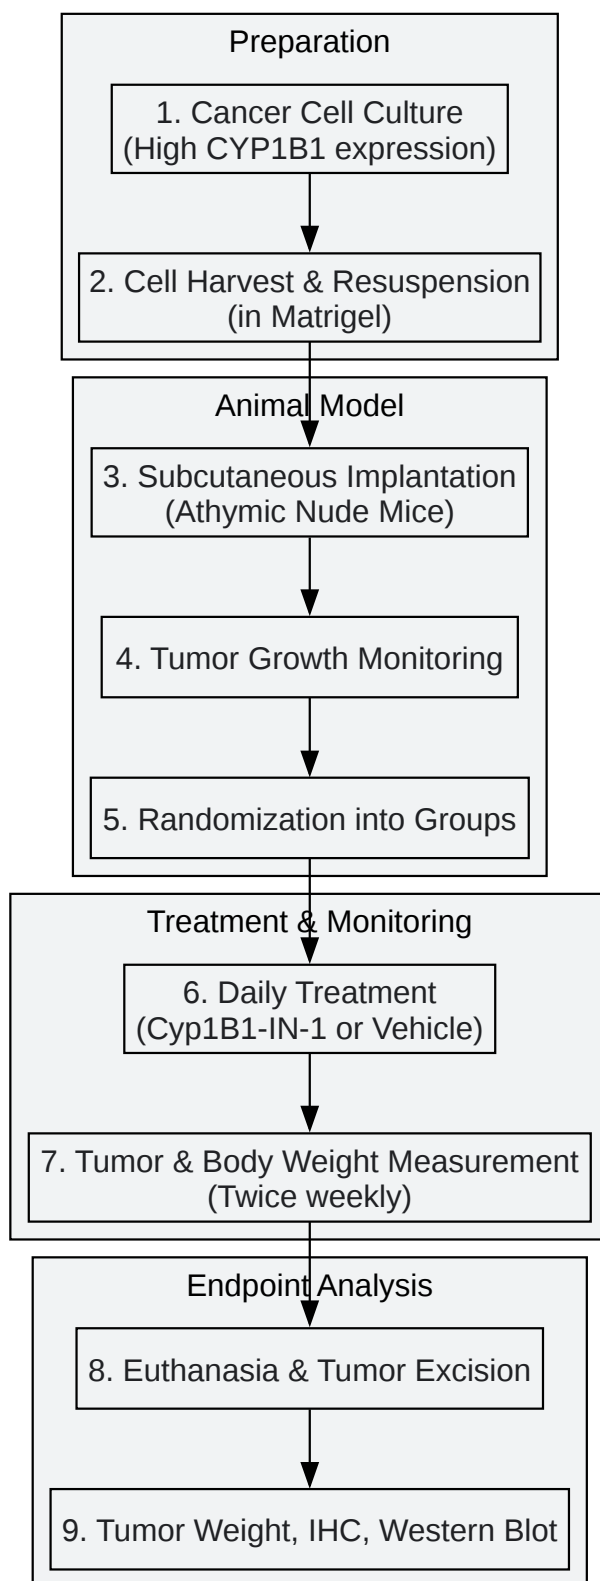 Preparation
1. Cancer Cell Culture
(High CYP1B1 expression)
2. Cell Harvest & Resuspension
(in Matrigel)
Animal Model
3. Subcutaneous Implantation
(Athymic Nude Mice)
4. Tumor Growth Monitoring
5. Randomization into Groups
Treatment & Monitoring
6. Daily Treatment
(Cyp1B1-IN-1 or Vehicle)
7. Tumor & Body Weight Measurement
(Twice weekly)
Endpoint Analysis
8. Euthanasia & Tumor Excision
9. Tumor Weight, IHC, Western Blot